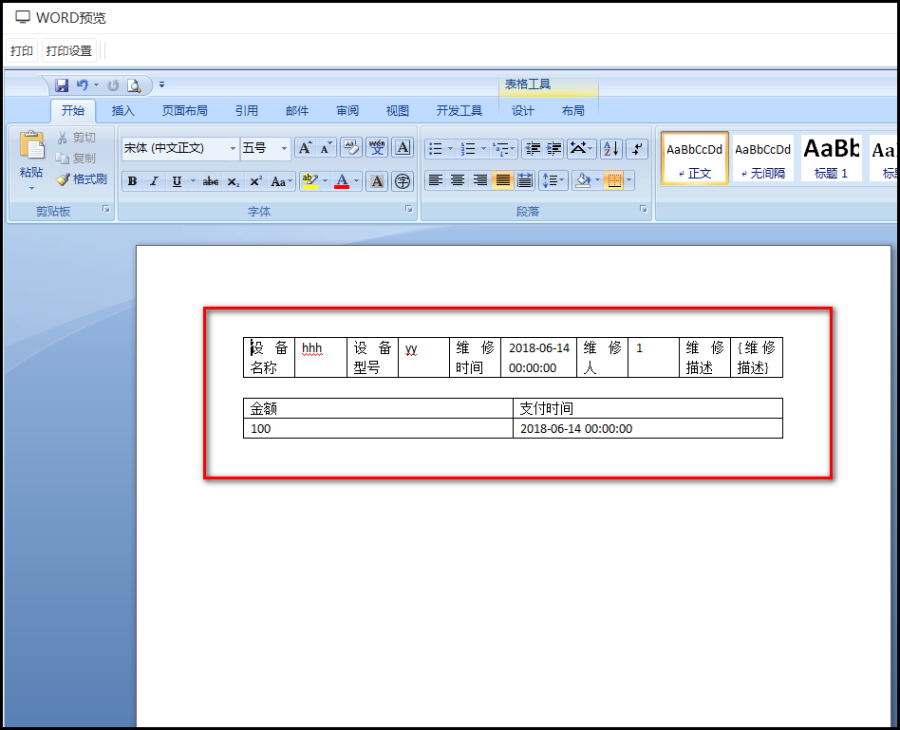 WORD预览
打印 打印设置
表格工具
开始 插入 页面布局 引用 邮件 审阅 视图 开发工具 设计 布局
粘贴 剪切
复制
格式刷
宋体 (中文正文) 五号
AaBbCcDd AaBbCcDd AaBb Aa
正文 无间隔 标题 1 标
剪贴板 字体 段落
设备名称 hhh 设备型号 yy 维修时间 2018-06-14 00:00:00 维修人 1 维修描述 {维修描述}
金额 支付时间
100 2018-06-14 00:00:00